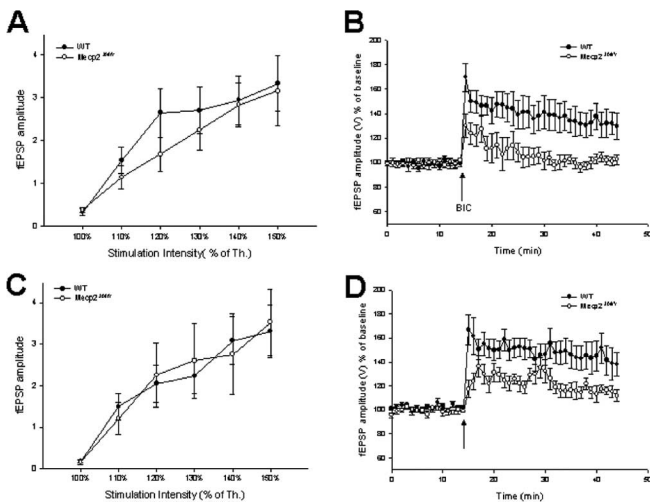 A
WT
Mecp2
fEPSP amplitude
4
3
2
1
0
100% 110% 120% 130% 140% 150%
Stimulation Intensity( % of Th.)
B
WT
Mecp2
fEPSP amplitude (V) % of baseline
200
180
160
140
120
100
80
60
BIC
0 10 20 30 40 50
Time (min)
C
WT
Mecp2
fEPSP amplitude
4
3
2
1
0
100% 110% 120% 130% 140% 150%
Stimulation Intensity (% of Th.)
D
WT
Mecp2
fEPSP amplitude (V) % of baseline
200
180
160
140
120
100
80
60
0 10 20 30 40 50
Time (min)